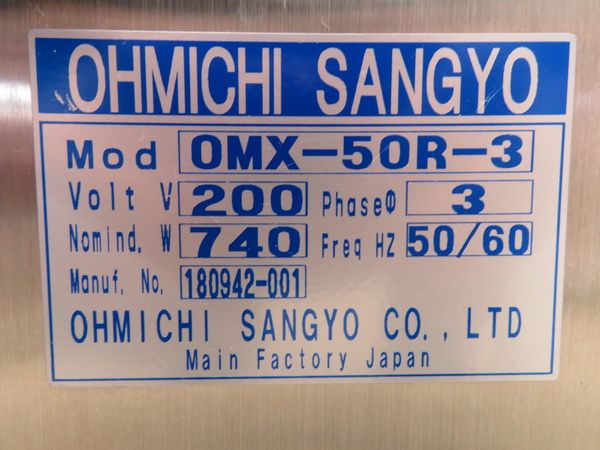 OHMICHI SANGYO
Mod OMX-50R-3
Volt V 200 PhaseΦ 3
Nomind. W 740 Freq HZ 50/60
Manuf. No. 180942-001
OHMICHI SANGYO CO., LTD
Main Factory Japan